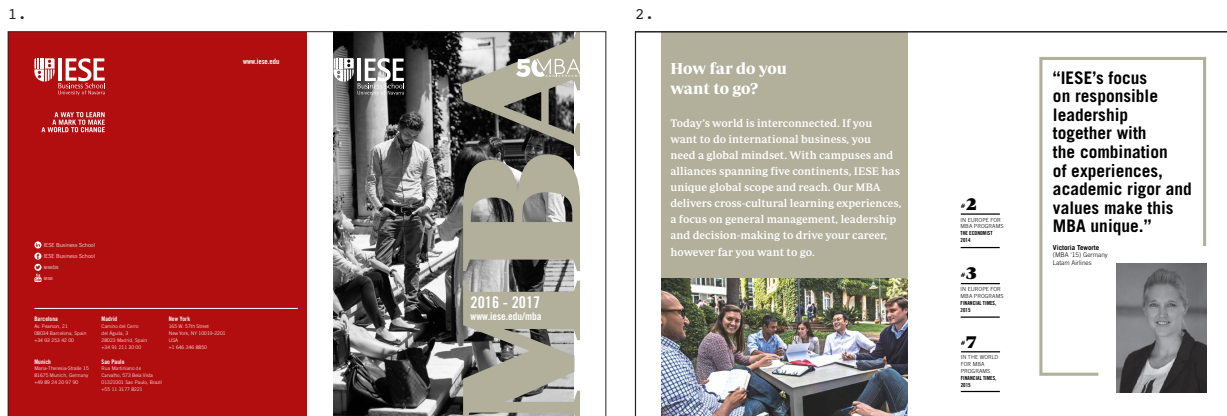 1.
2.
IESE
Business School
University of Navarra
www.iese.edu
A WAY TO LEARN
A MARK TO MAKE
A WORLD TO CHANGE
IESE Business School
IESE Business School
iesebs
iese
Barcelona
Av. Pearson, 21
08034 Barcelona, Spain
+34 93 253 42 00
Madrid
Camino del Cerro
del Águila, 3
28023 Madrid, Spain
+34 91 211 30 00
New York
165 W. 57th Street
New York, NY 10019-2201
USA
+1 646 346 8850
Munich
Maria-Theresia-Straße 15
81675 Munich, Germany
+49 89 24 20 97 90
Sao Paulo
Rua Martiniano de
Carvalho, 573 Bela Vista
01321001 Sao Paulo, Brazil
+55 11 3177 8221
IESE
Business School
University of Navarra
50 MBA
MBA
2016 - 2017
www.iese.edu/mba
How far do you
want to go?
Today's world is interconnected. If you
want to do international business, you
need a global mindset. With campuses and
alliances spanning five continents, IESE has
unique global scope and reach. Our MBA
delivers cross-cultural learning experiences,
a focus on general management, leadership
and decision-making to drive your career,
however far you want to go.
#2
IN EUROPE FOR
MBA PROGRAMS
THE ECONOMIST
2014
#3
IN EUROPE FOR
MBA PROGRAMS
FINANCIAL TIMES,
2015
#7
IN THE WORLD
FOR MBA
PROGRAMS
FINANCIAL TIMES,
2015
“IESE’s focus
on responsible
leadership
together with
the combination
of experiences,
academic rigor and
values make this
MBA unique.”
Victoria Teworte
(MBA '15) Germany
Latam Airlines